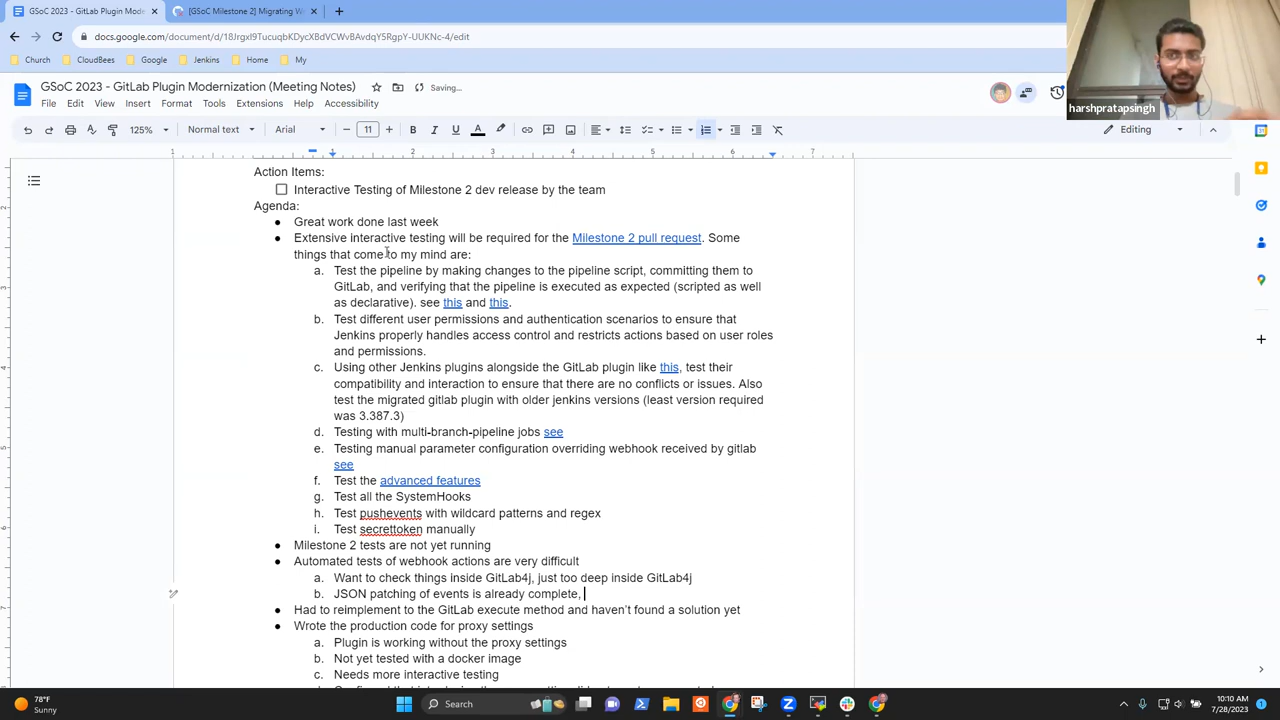 GSoC 2023 - GitLab Plugin Mode
[GSoC Milestone 2] Migrating W
docs.google.com/document/d/18Jrgxl9TucuqbKDycXBdVCWvBAvdqY5RgpY-UUKNc-4/edit
Church CloudBees Google Jenkins Home My
harshpratapsingh
GSoC 2023 - GitLab Plugin Modernization (Meeting Notes)
Saving...
File Edit View Insert Format Tools Extensions Help Accessibility
125% Normal text Arial 11 Editing
1 1 2 3 4 5 6 7
Action Items:
Interactive Testing of Milestone 2 dev release by the team
Agenda:
● Great work done last week
● Extensive interactive testing will be required for the Milestone 2 pull request. Some
things that come to my mind are:
a. Test the pipeline by making changes to the pipeline script, committing them to
GitLab, and verifying that the pipeline is executed as expected (scripted as well
as declarative). see this and this.
b. Test different user permissions and authentication scenarios to ensure that
Jenkins properly handles access control and restricts actions based on user roles
and permissions.
c. Using other Jenkins plugins alongside the GitLab plugin like this, test their
compatibility and interaction to ensure that there are no conflicts or issues. Also
test the migrated gitlab plugin with older jenkins versions (least version required
was 3.387.3)
d. Testing with multi-branch-pipeline jobs see
e. Testing manual parameter configuration overriding webhook received by gitlab
see
f. Test the advanced features
g. Test all the SystemHooks
h. Test pushevents with wildcard patterns and regex
i. Test secrettoken manually
● Milestone 2 tests are not yet running
● Automated tests of webhook actions are very difficult
a. Want to check things inside GitLab4j, just too deep inside GitLab4j
b. JSON patching of events is already complete,
● Had to reimplement to the GitLab execute method and haven't found a solution yet
● Wrote the production code for proxy settings
a. Plugin is working without the proxy settings
b. Not yet tested with a docker image
c. Needs more interactive testing
78°F
Sunny
Search
10:10 AM
7/28/2023